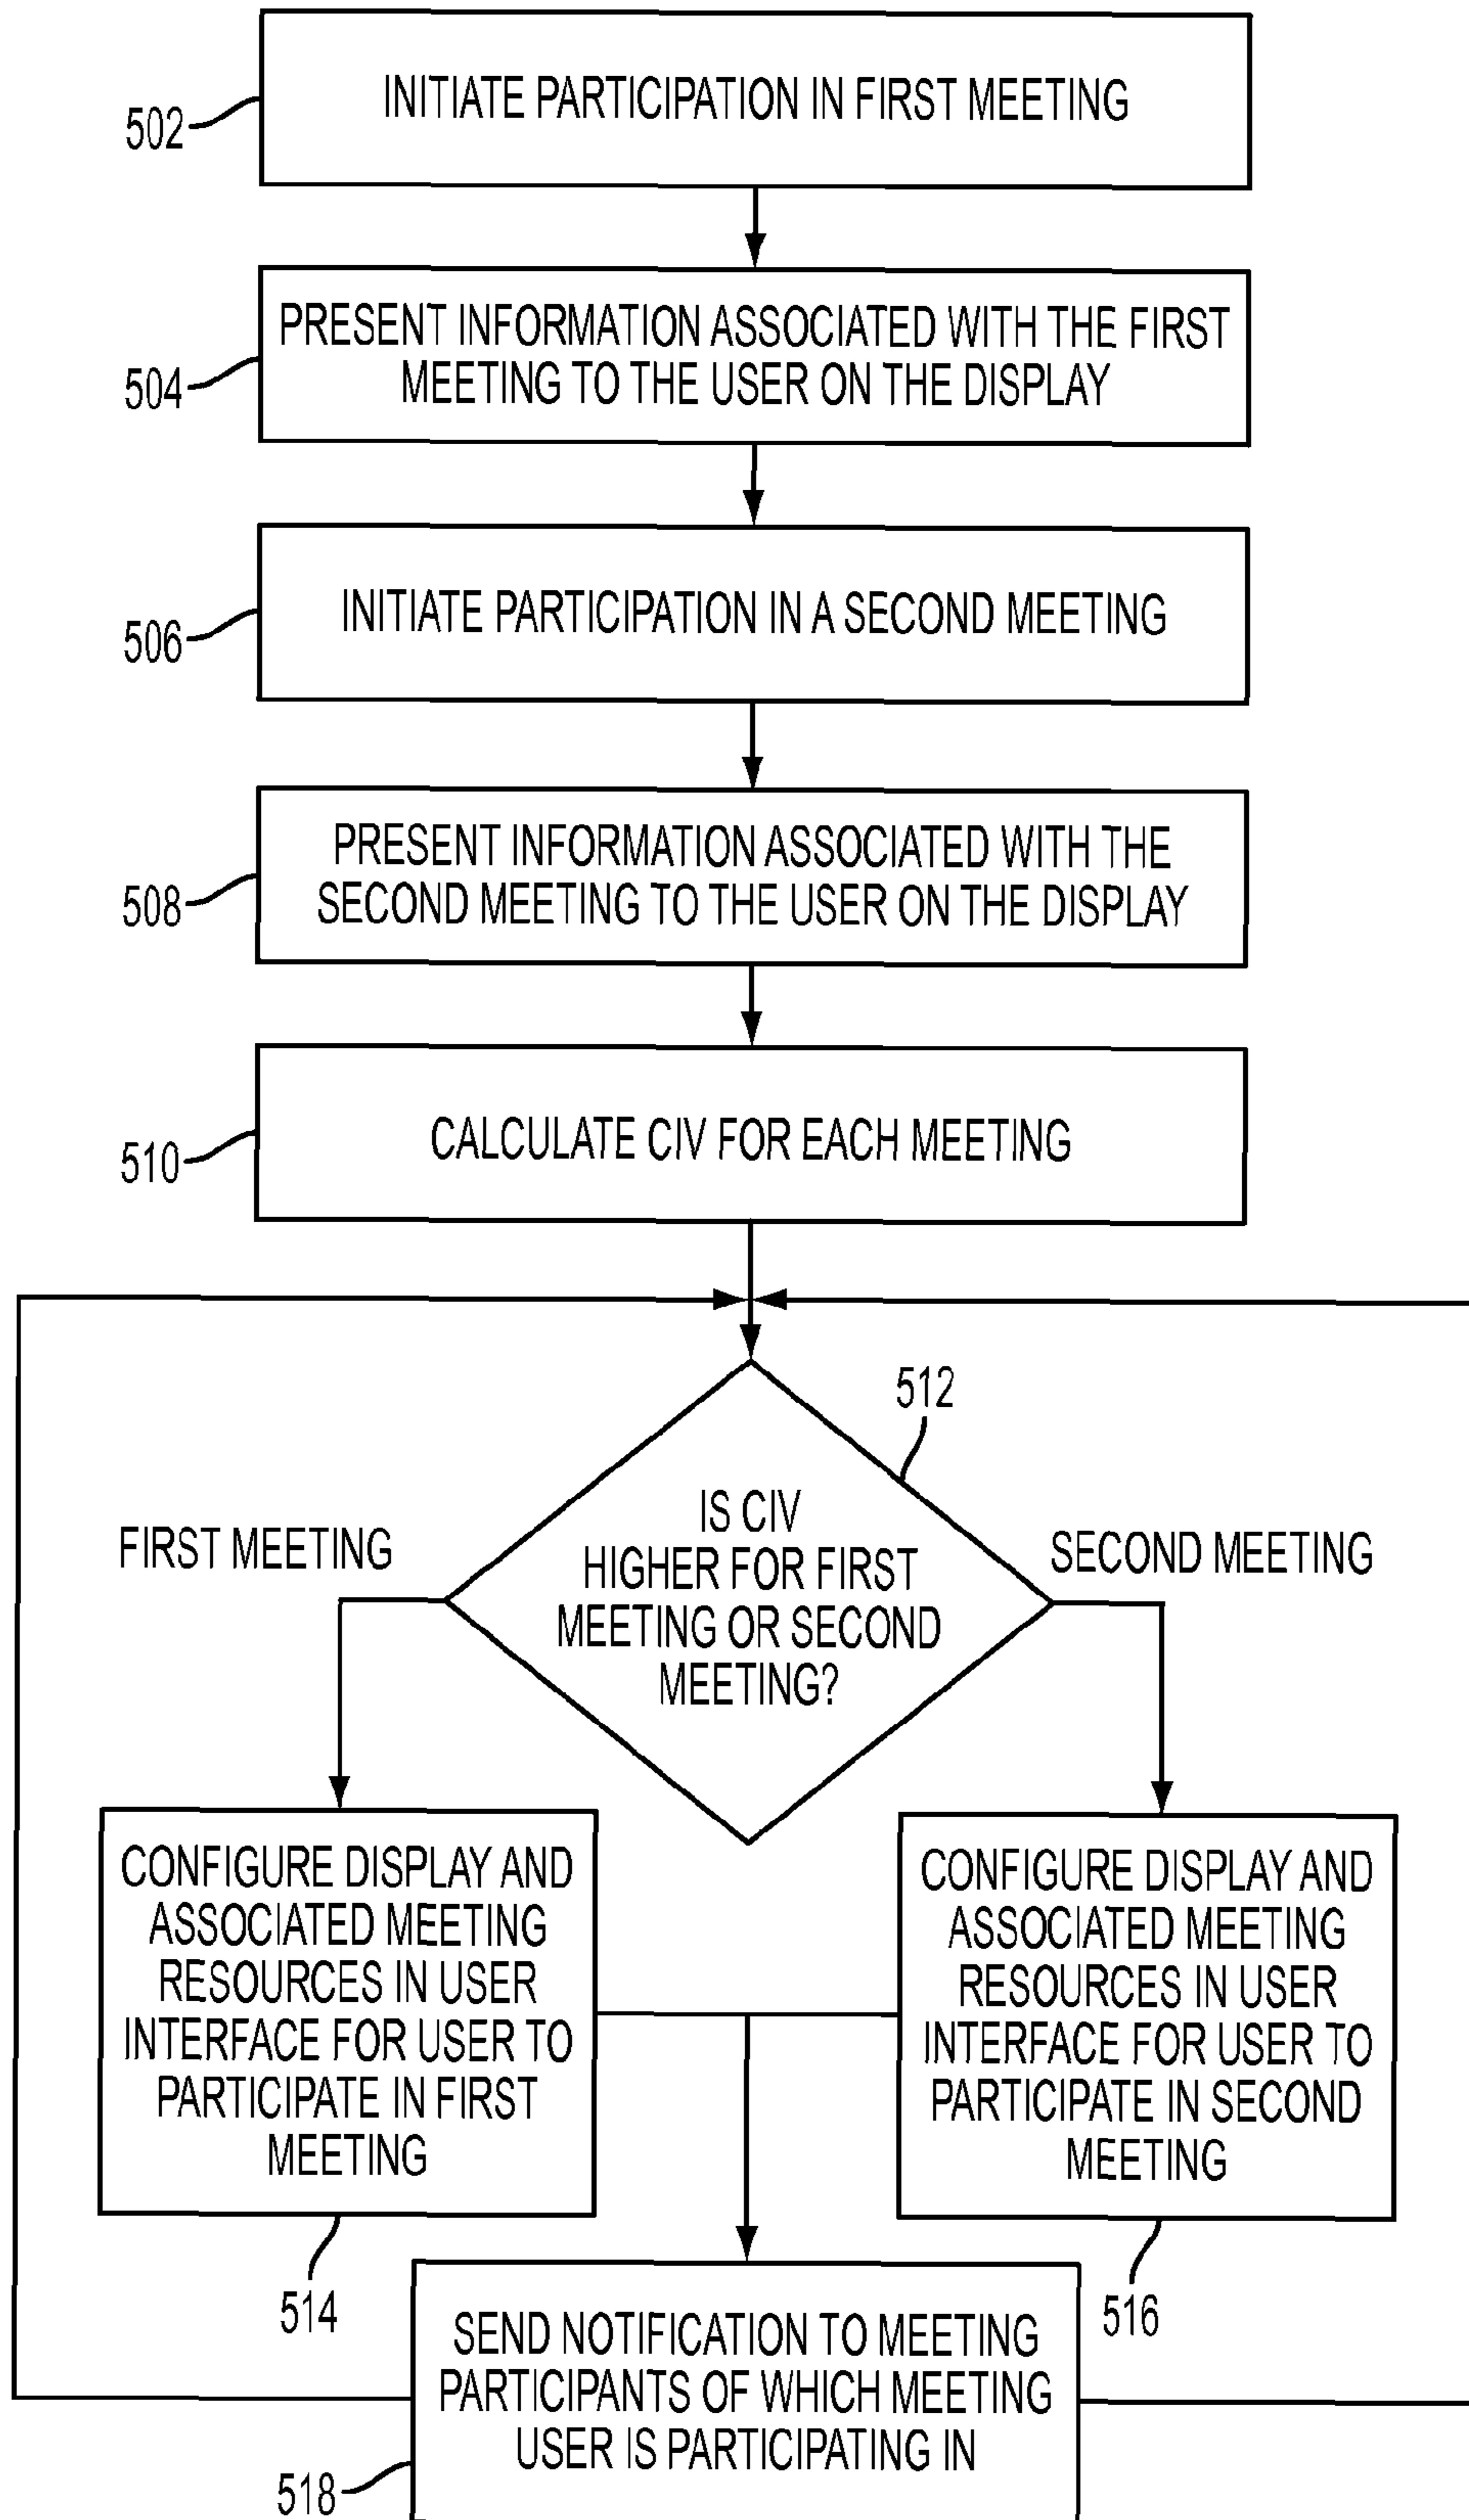 INITIATE PARTICIPATION IN FIRST MEETING
502
PRESENT INFORMATION ASSOCIATED WITH THE FIRST
MEETING TO THE USER ON THE DISPLAY
504
INITIATE PARTICIPATION IN A SECOND MEETING
506
PRESENT INFORMATION ASSOCIATED WITH THE
SECOND MEETING TO THE USER ON THE DISPLAY
508
CALCULATE CIV FOR EACH MEETING
510
512
IS CIV
HIGHER FOR FIRST
MEETING OR SECOND
MEETING?
FIRST MEETING
SECOND MEETING
CONFIGURE DISPLAY AND
ASSOCIATED MEETING
RESOURCES IN USER
INTERFACE FOR USER TO
PARTICIPATE IN FIRST
MEETING
514
CONFIGURE DISPLAY AND
ASSOCIATED MEETING
RESOURCES IN USER
INTERFACE FOR USER TO
PARTICIPATE IN SECOND
MEETING
516
SEND NOTIFICATION TO MEETING
PARTICIPANTS OF WHICH MEETING
USER IS PARTICIPATING IN
518